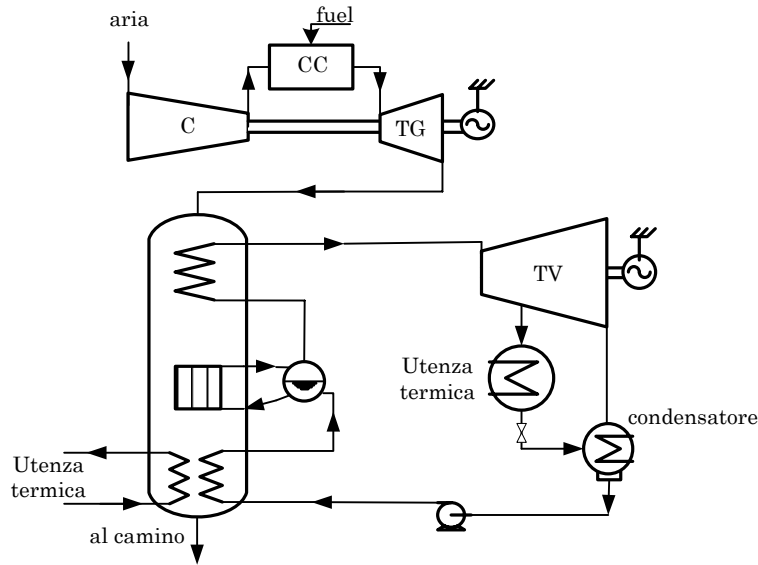 aria
fuel
CC
C
TG
TV
Utenza
termica
condensatore
Utenza
termica
al camino